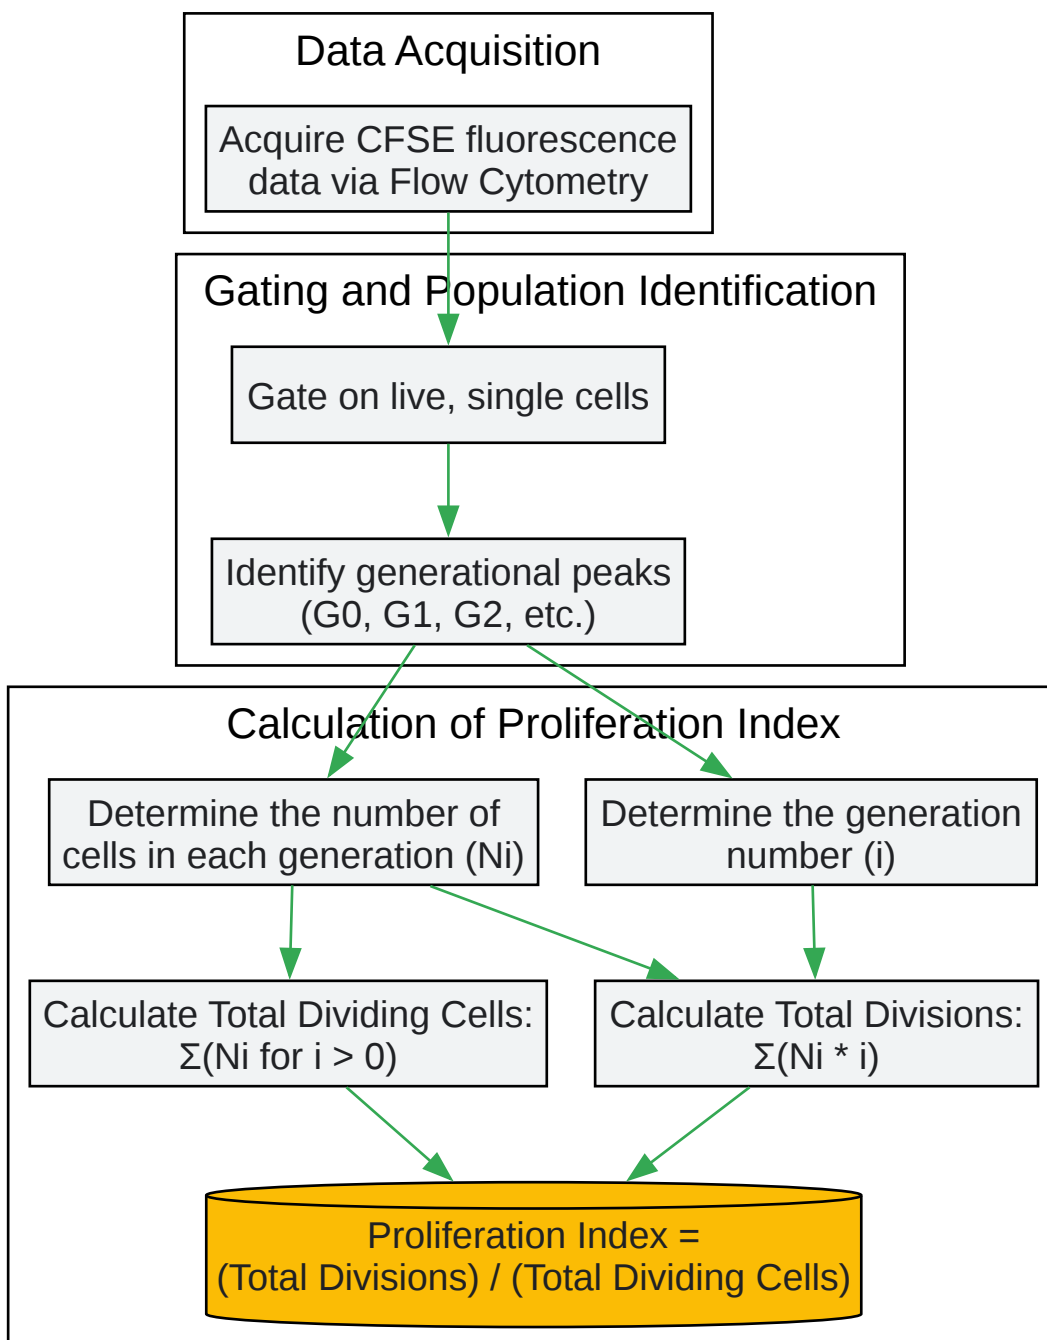 Data Acquisition
Acquire CFSE fluorescence
data via Flow Cytometry
Gating and Population Identification
Gate on live, single cells
Identify generational peaks
(G0, G1, G2, etc.)
Calculation of Proliferation Index
Determine the number of
cells in each generation (Ni)
Determine the generation
number (i)
Calculate Total Dividing Cells:
Σ(Ni for i > 0)
Calculate Total Divisions:
Σ(Ni * i)
Proliferation Index =
(Total Divisions) / (Total Dividing Cells)